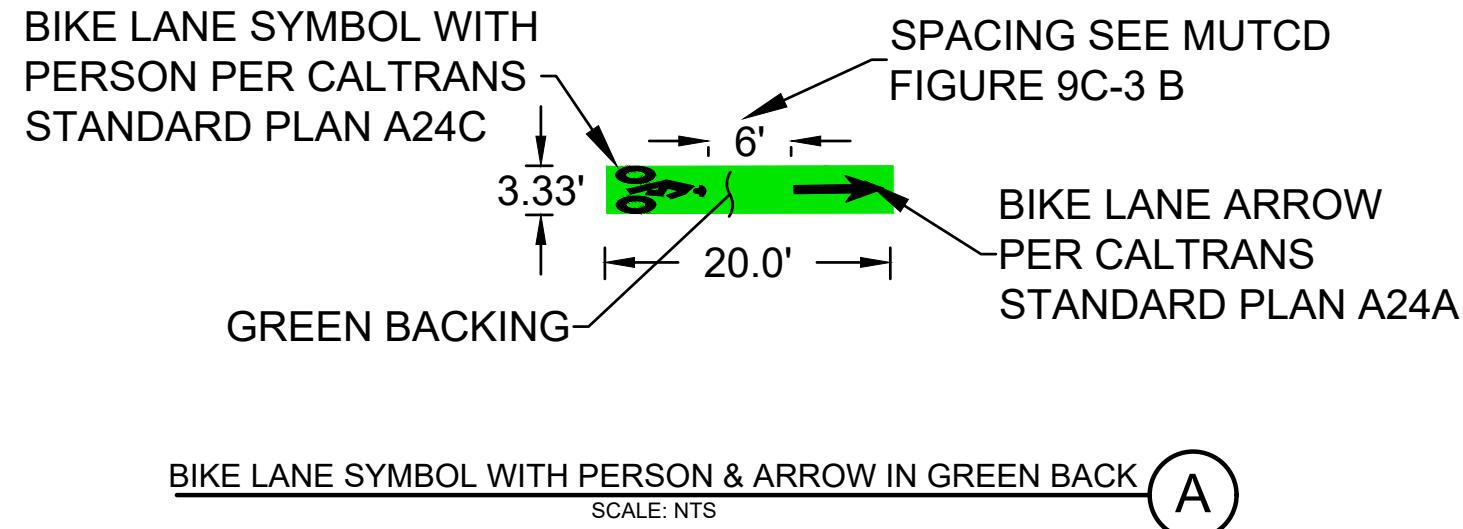 BIKE LANE SYMBOL WITH
PERSON PER CALTRANS
STANDARD PLAN A24C
SPACING SEE MUTCD
FIGURE 9C-3 B
6'
3.33'
20.0'
BIKE LANE ARROW
PER CALTRANS
STANDARD PLAN A24A
GREEN BACKING
BIKE LANE SYMBOL WITH PERSON & ARROW IN GREEN BACK
A
SCALE: NTS